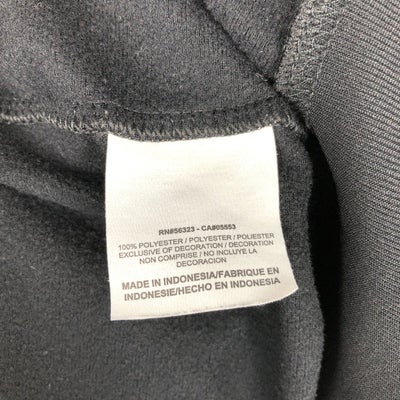 RN#56323 - CA#05553
100% POLYESTER / POLYESTER / POLIESTER
EXCLUSIVE OF DECORATION / DECORATION
NON COMPRISE / NO INCLUYE LA
DECORACIÓN
MADE IN INDONESIA/FABRIQUE EN
INDONESIE/HECHO EN INDONESIA